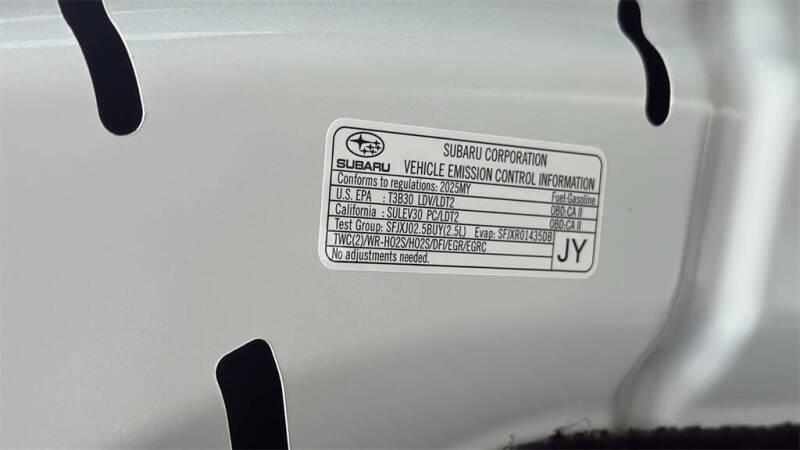 SUBARU
SUBARU CORPORATION
VEHICLE EMISSION CONTROL INFORMATION
Conforms to regulations: 2025MY Fuel:Gasoline
U.S. EPA : T3B30 LDV/LDT2 OBD:CA II
California : SULEV30 PC/LDT2 OBD:CA II
Test Group: SFJXJ02.5BUY(2.5L) Evap: SFJXR01435DB
TWC(2)/WR-HO2S/HO2S/DFI/EGR/EGRC
No adjustments needed.
JY